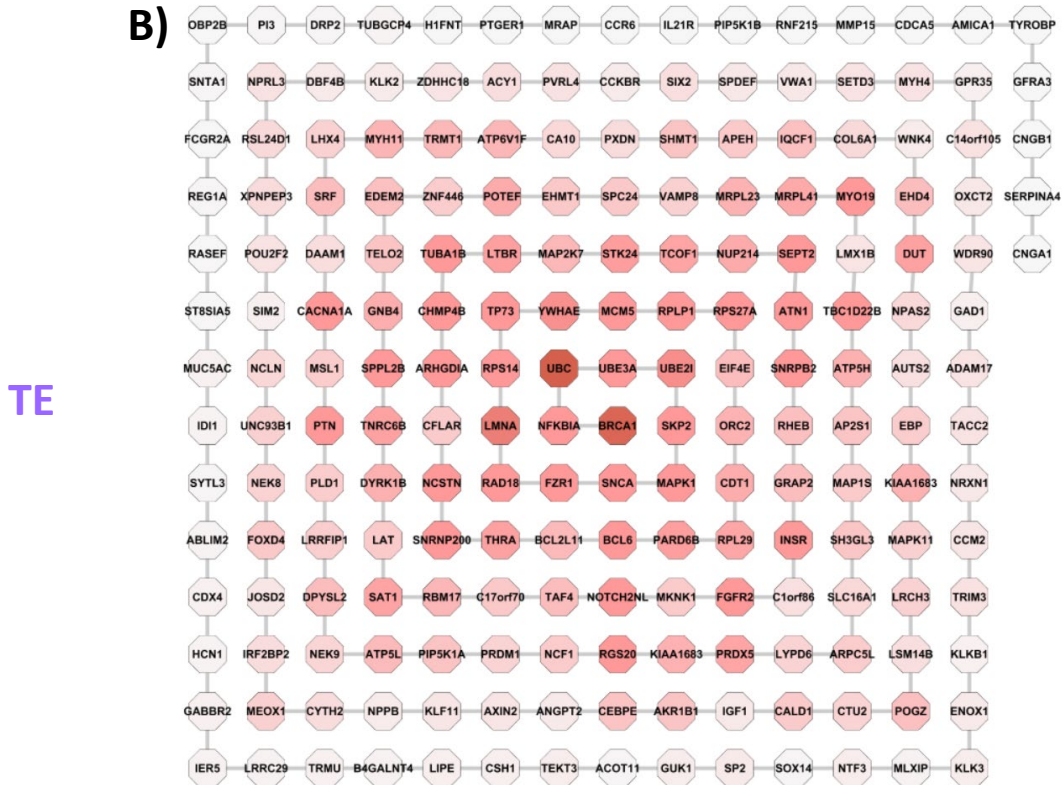 B)
OBP2B PI3 DRP2 TUBGCP4 H1FNT PTGER1 MRAP CCR6 IL21R PIP5K1B RNF215 MMP15 CDCA5 AMICA1 TYROBP
SNTA1 NPRL3 DBF4B KLK2 ZDHHC18 ACY1 PVRL4 CCKBR SIX2 SPDEF VWA1 SETD3 MYH4 GPR35 GFRA3
FCGR2A RSL24D1 LHX4 MYH11 TRMT1 ATP6V1F CA10 PXDN SHMT1 APEH IQCF1 COL6A1 WNK4 C14orf105 CNGB1
REG1A XPNPEP3 SRF EDEM2 ZNF446 POTEF EHMT1 SPC24 VAMP8 MRPL23 MRPL41 MYO19 EHD4 OXCT2 SERPINA4
RASEF POU2F2 DAAM1 TELO2 TUBA1B LTBR MAP2K7 STK24 TCOF1 NUP214 SEPT2 LMX1B DUT WDR90 CNGA1
ST8SIA5 SIM2 CACNA1A GNB4 CHMP4B TP73 YWHAE MCM5 RPLP1 RPS27A ATN1 TBC1D22B NPAS2 GAD1
MUC5AC NCLN MSL1 SPPL2B ARHGDIA RPS14 UBC UBE3A UBE2I EIF4E SNRPB2 ATP5H AUTS2 ADAM17
TE
IDI1 UNC93B1 PTN TNRC6B CFLAR LMNA NFKBIA BRCA1 SKP2 ORC2 RHEB AP2S1 EBP TACC2
SYTL3 NEK8 PLD1 DYRK1B NCSTN RAD18 FZR1 SNCA MAPK1 CDT1 GRAP2 MAP1S KIAA1683 NRXN1
ABLIM2 FOXD4 LRRFIP1 LAT SNRNP200 THRA BCL2L11 BCL6 PARD6B RPL29 INSR SH3GL3 MAPK11 CCM2
CDX4 JOSD2 DPYSL2 SAT1 RBM17 C17orf70 TAF4 NOTCH2NL MKNK1 FGFR2 C1orf86 SLC16A1 LRCH3 TRIM3
HCN1 IRF2BP2 NEK9 ATP5L PIP5K1A PRDM1 NCF1 RGS20 KIAA1683 PRDX5 LYPD6 ARPC5L LSM14B KLKB1
GABBR2 MEOX1 CYTH2 NPPB KLF11 AXIN2 ANGPT2 CEBPE AKR1B1 IGF1 CALD1 CTU2 POGZ ENOX1
IER5 LRRC29 TRMU B4GALNT4 LIPE CSH1 TEKT3 ACOT11 GUK1 SP2 SOX14 NTF3 MLXIP KLK3